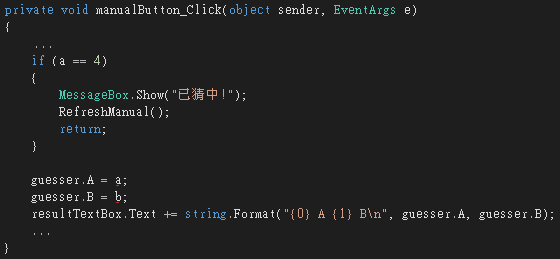 private void manualButton_Click(object sender, EventArgs e)
{
...
if (a == 4)
{
MessageBox.Show("已猜中!");
RefreshManual();
return;
}
guesser.A = a;
guesser.B = b;
resultTextBox.Text += string.Format("{0} A {1} B\n", guesser.A, guesser.B);
...
}